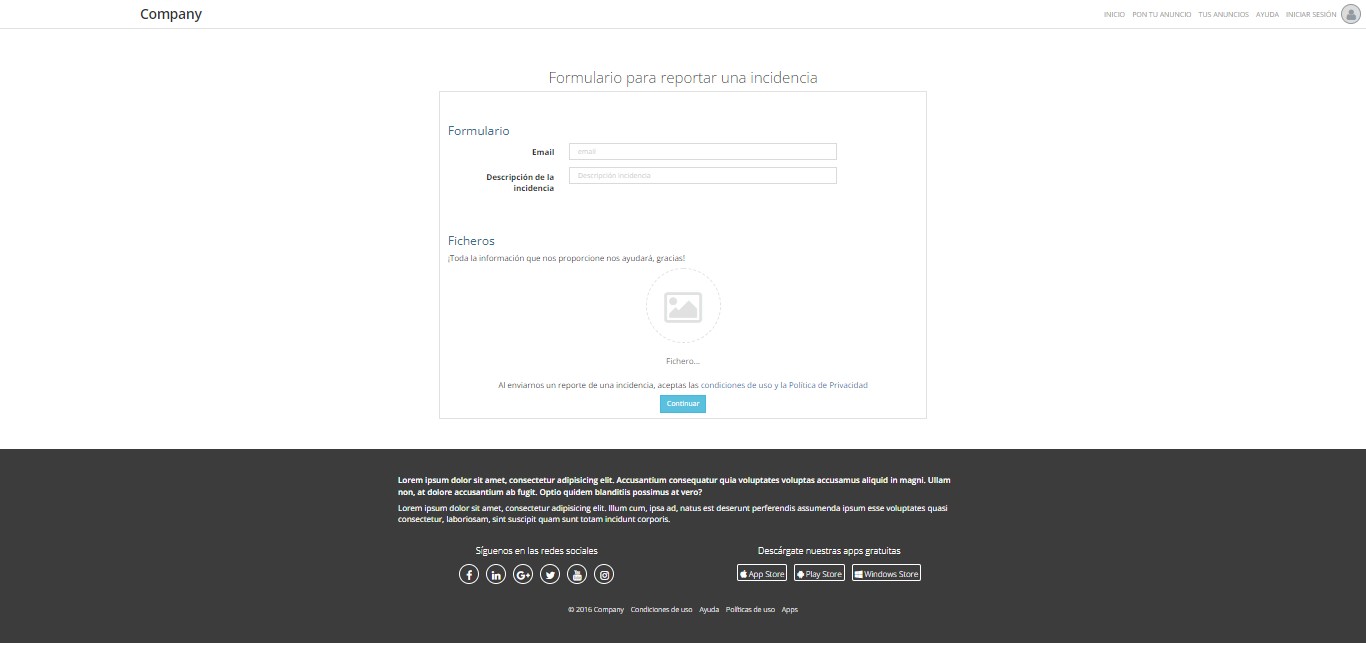 Company
INICIO PON TU ANUNCIO TUS ANUNCIOS AYUDA INICIAR SESIÓN
Formulario para reportar una incidencia
Formulario
Email
email
Descripción de la
incidencia
Descripción incidencia
Ficheros
¡Toda la información que nos proporcione nos ayudará, gracias!
Fichero...
Al enviarnos un reporte de una incidencia, aceptas las condiciones de uso y la Política de Privacidad
Continuar
Lorem ipsum dolor sit amet, consectetur adipisicing elit. Accusantium consequatur quia voluptates voluptas accusamus aliquid in magni. Ullam
non, at dolore accusantium ab fugit. Optio quidem blanditiis possimus at vero?
Lorem ipsum dolor sit amet, consectetur adipisicing elit. Illum cum, ipsa ad, natus est deserunt perferendis assumenda ipsum esse voluptates quasi
consectetur, laboriosam, sint suscipit quam sunt totam incidunt corporis.
Síguenos en las redes sociales
Descárgate nuestras apps gratuitas
App Store Play Store Windows Store
© 2016 Company Condiciones de uso Ayuda Políticas de uso Apps